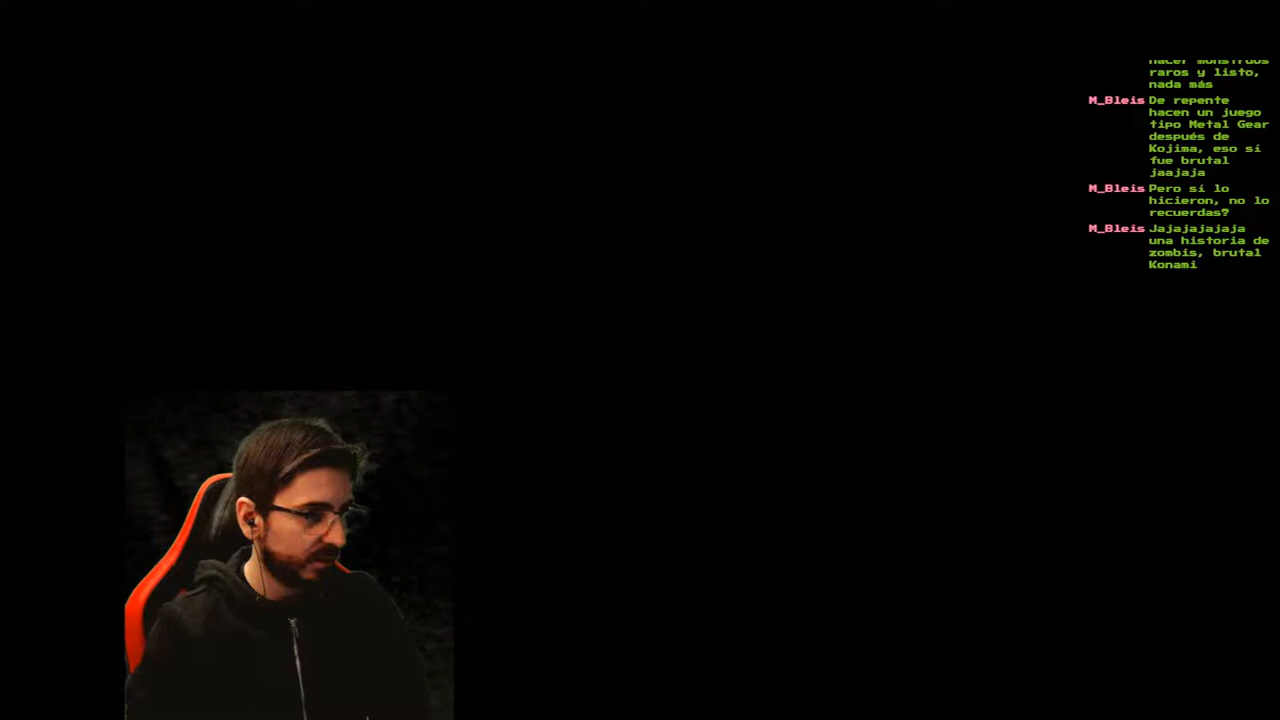 hacer monstruos
raros y listo,
nada más
M_Bleis De repente
hacen un juego
tipo Metal Gear
después de
Kojima, eso sí
fue brutal
jaajaja
M_Bleis Pero sí lo
hicieron, no lo
recuerdas?
M_Bleis Jajajajajaja
una historia de
zombis, brutal
Konami